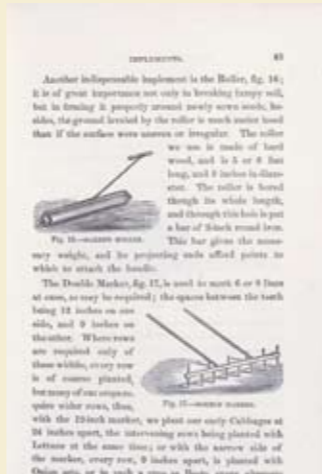 IMPLEMENTS.
Another indispensable implement is the Roller, fig. 16;
it is of great importance not only in breaking lumpy soil,
but in firming it properly around newly sown seeds, be-
sides, the ground leveled by the roller is much easier hoed
than if the surface were uneven or irregular. The roller
we use is made of hard
wood, and is 5 or 6 feet
long, and 9 inches in diam-
eter. The roller is bored
through its whole length,
and through this hole is put
a bar of 2-inch round iron.
This bar gives the neces-
Fig. 16.—GARDEN ROLLER.
sary weight, and its projecting ends afford points to
which to attach the handle.
The Double Marker, fig. 17, is used to mark 6 or 8 lines
at once, as may be required; the spaces between the teeth
being 12 inches on one
side, and 9 inches on
the other. Where rows
are required only of
these widths, every row
is of course planted,
but many of our crops re-
quire wider rows, thus,
Fig. 17.—DOUBLE MARKER.
with the 12-inch marker, we plant our early Cabbages at
24 inches apart, the intervening rows being planted with
Lettuce at the same time; or with the narrow side of
the marker, every row, 9 inches apart, is planted with